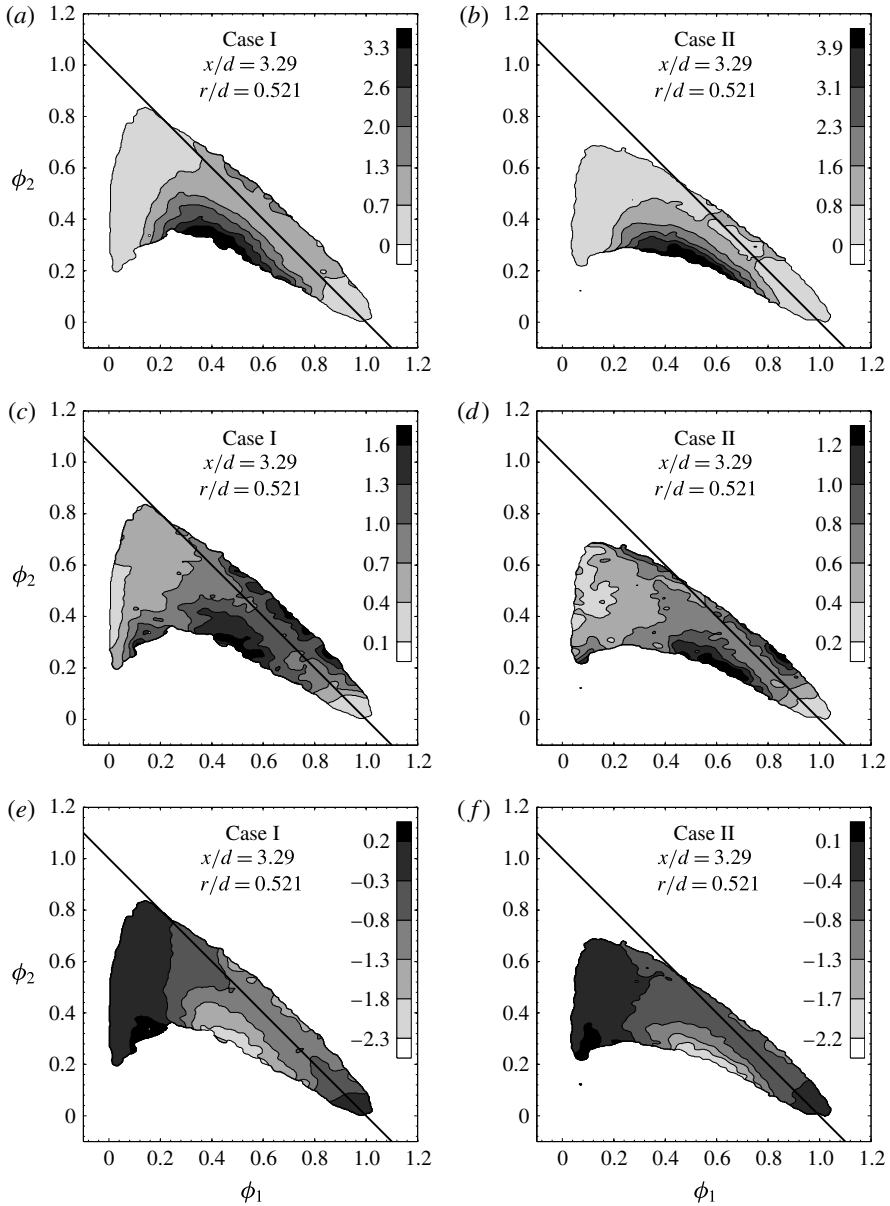 (a)
Case I
x/d = 3.29
r/d = 0.521
1.2
1.0
0.8
0.6
0.4
0.2
0
ϕ2
0 0.2 0.4 0.6 0.8 1.0 1.2
3.3
2.6
2.0
1.3
0.7
0
(b)
Case II
x/d = 3.29
r/d = 0.521
1.2
1.0
0.8
0.6
0.4
0.2
0
0 0.2 0.4 0.6 0.8 1.0 1.2
3.9
3.1
2.3
1.6
0.8
0
(c)
Case I
x/d = 3.29
r/d = 0.521
1.2
1.0
0.8
0.6
0.4
0.2
0
ϕ2
0 0.2 0.4 0.6 0.8 1.0 1.2
1.6
1.3
1.0
0.7
0.4
0.1
(d)
Case II
x/d = 3.29
r/d = 0.521
1.2
1.0
0.8
0.6
0.4
0.2
0
0 0.2 0.4 0.6 0.8 1.0 1.2
1.2
1.0
0.8
0.6
0.4
0.2
(e)
Case I
x/d = 3.29
r/d = 0.521
1.2
1.0
0.8
0.6
0.4
0.2
0
ϕ2
0 0.2 0.4 0.6 0.8 1.0 1.2
ϕ1
0.2
−0.3
−0.8
−1.3
−1.8
−2.3
(f)
Case II
x/d = 3.29
r/d = 0.521
1.2
1.0
0.8
0.6
0.4
0.2
0
0 0.2 0.4 0.6 0.8 1.0 1.2
ϕ1
0.1
−0.4
−0.8
−1.3
−1.7
−2.2